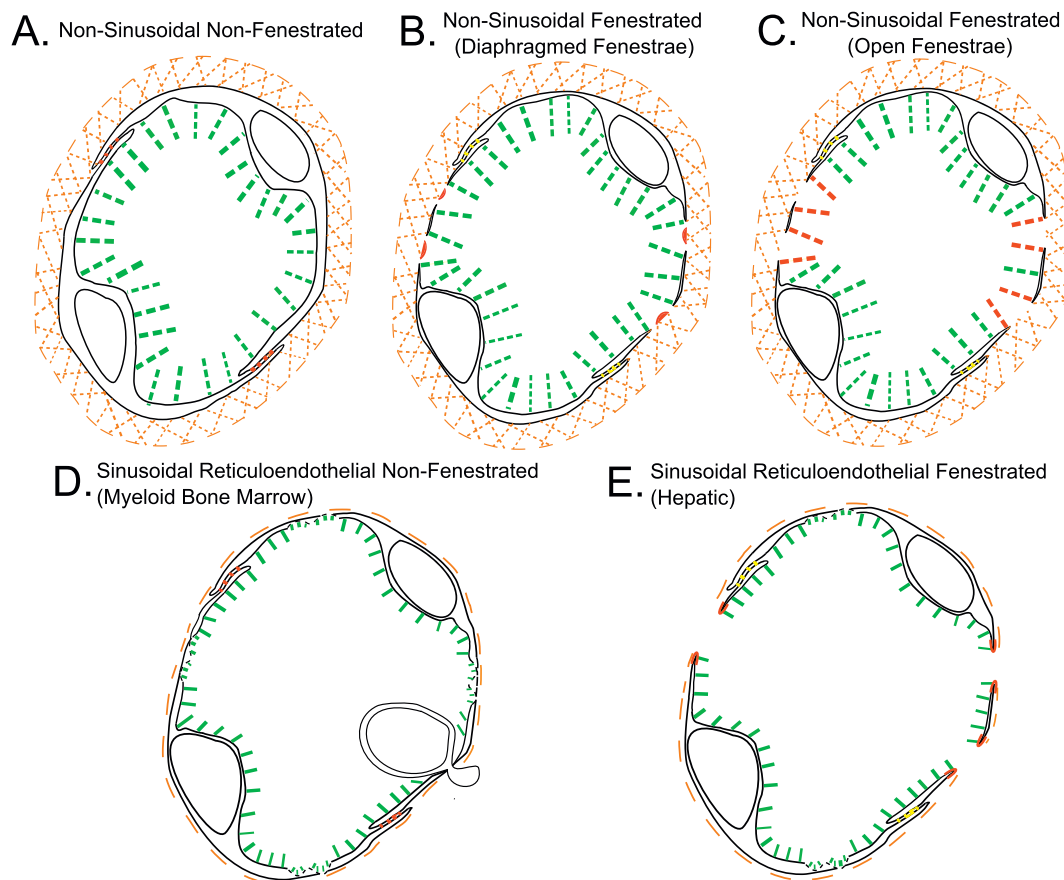 A. Non-Sinusoidal Non-Fenestrated
B. Non-Sinusoidal Fenestrated
(Diaphragmed Fenestrae)
C. Non-Sinusoidal Fenestrated
(Open Fenestrae)
D. Sinusoidal Reticuloendothelial Non-Fenestrated
(Myeloid Bone Marrow)
E. Sinusoidal Reticuloendothelial Fenestrated
(Hepatic)